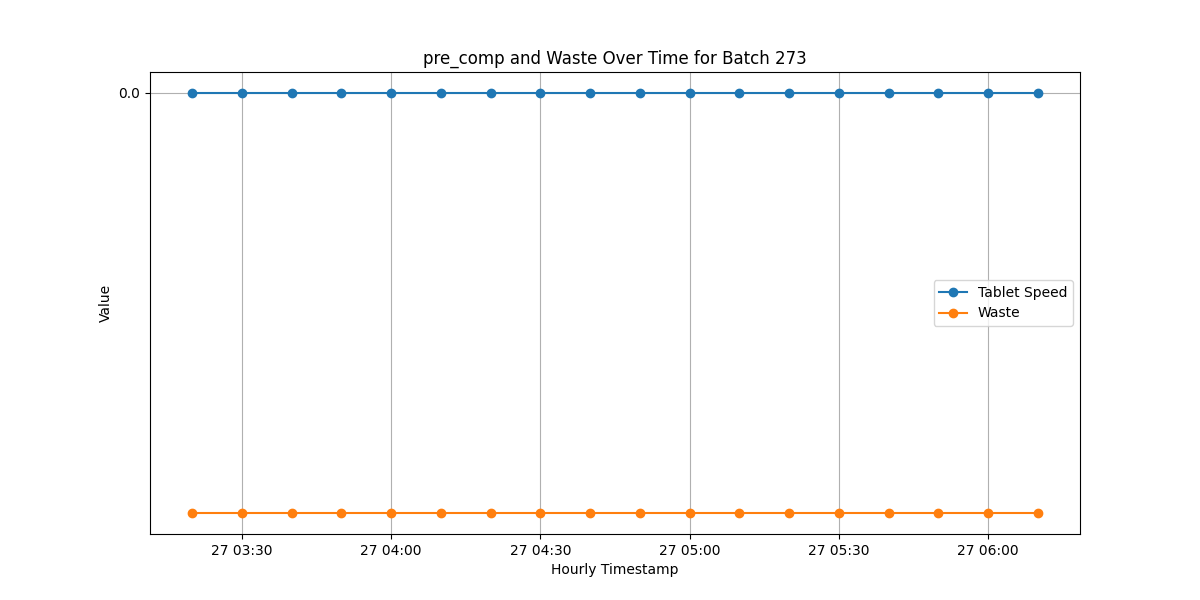 pre_comp and Waste Over Time for Batch 273
0.0
Value
Tablet Speed
Waste
27 03:30
27 04:00
27 04:30
27 05:00
27 05:30
27 06:00
Hourly Timestamp